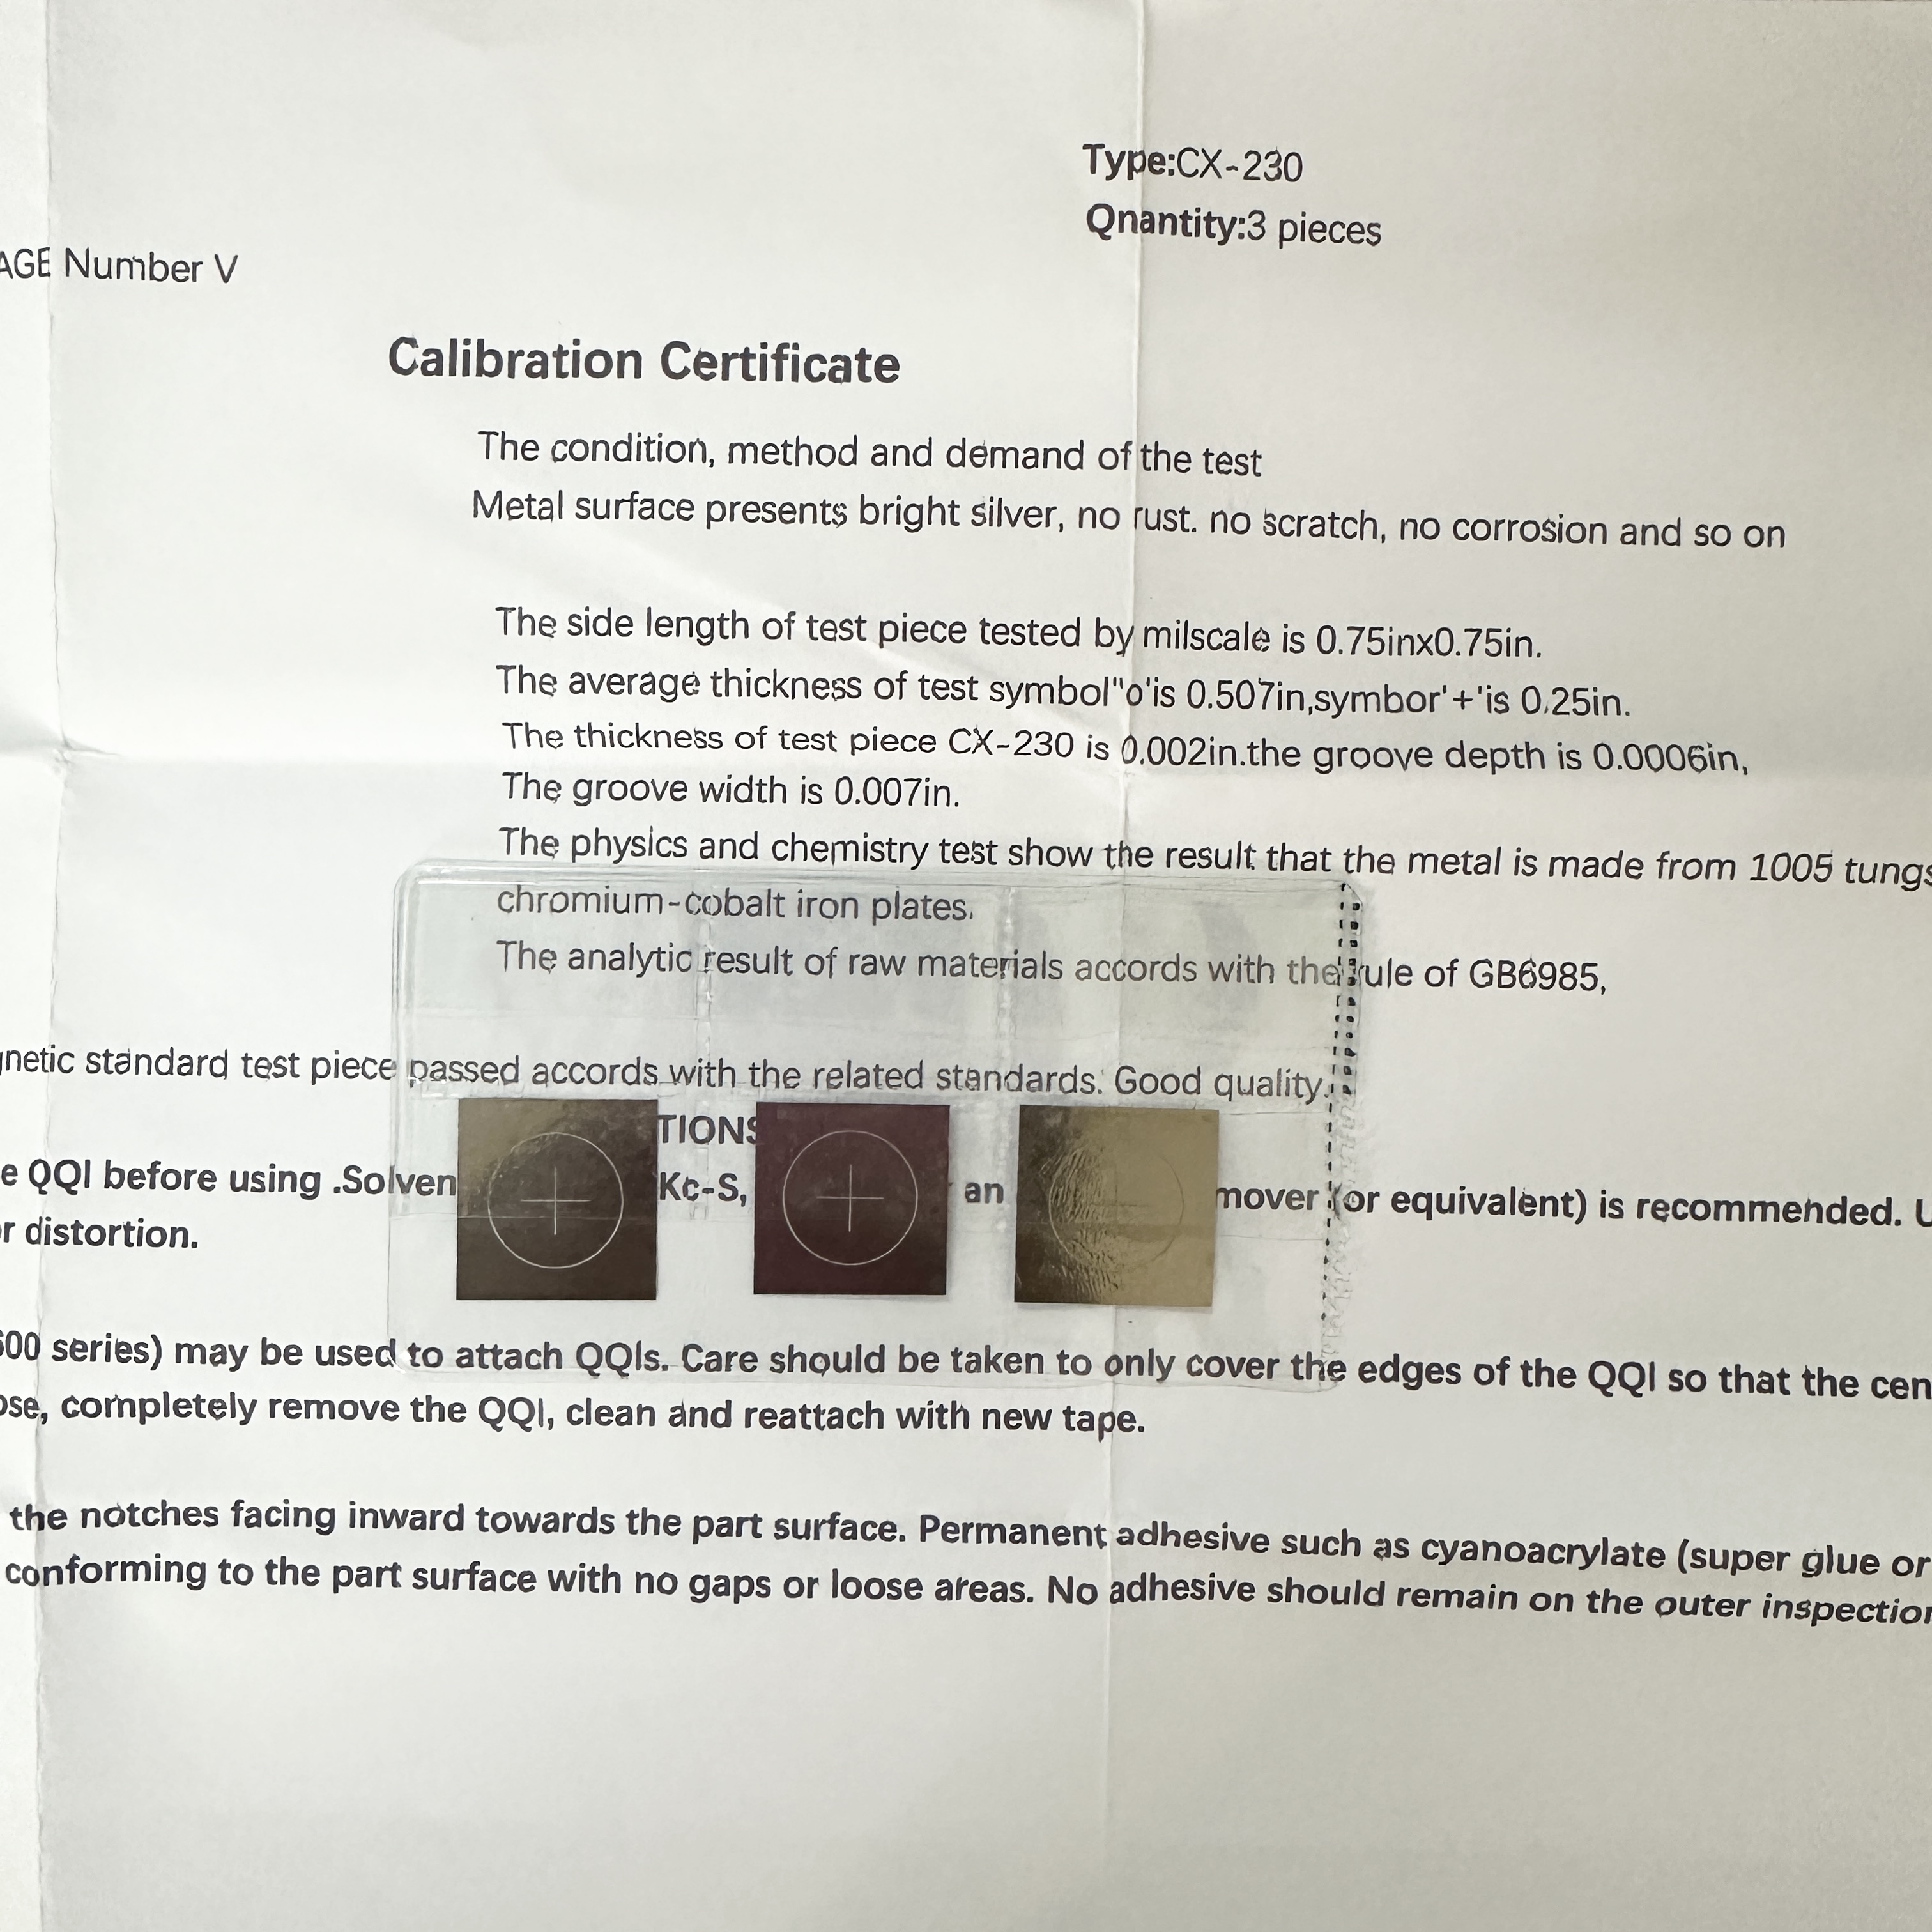 Type:CX-230
Qnantity:3 pieces
AGE Number V
Calibration Certificate
The condition, method and demand of the test
Metal surface presents bright silver, no rust. no scratch, no corrosion and so on
The side length of test piece tested by milscale is 0.75inx0.75in.
The average thickness of test symbol"o'is 0.507in,symbor'+'is 0.25in.
The thickness of test piece CX-230 is 0.002in.the groove depth is 0.0006in,
The groove width is 0.007in.
The physics and chemistry test show the result that the metal is made from 1005 tungs
chromium-cobalt iron plates.
The analytic result of raw materials accords with the rule of GB6985,
gnetic standard test piece passed accords with the related standards. Good quality.
TIONS
e QQI before using .Solven Kc-S, an mover (or equivalent) is recommended. U
or distortion.
600 series) may be used to attach QQIs. Care should be taken to only cover the edges of the QQI so that the cen
ose, completely remove the QQI, clean and reattach with new tape.
the notches facing inward towards the part surface. Permanent adhesive such as cyanoacrylate (super glue or
conforming to the part surface with no gaps or loose areas. No adhesive should remain on the outer inspection